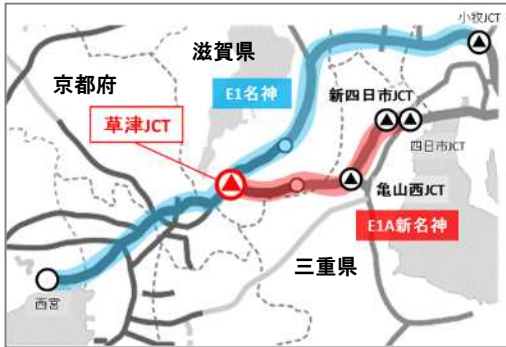 小牧JCT
滋賀県
京都府
E1名神
新四日市JCT
草津JCT
四日市JCT
亀山西JCT
E1A新名神
三重県
西宮